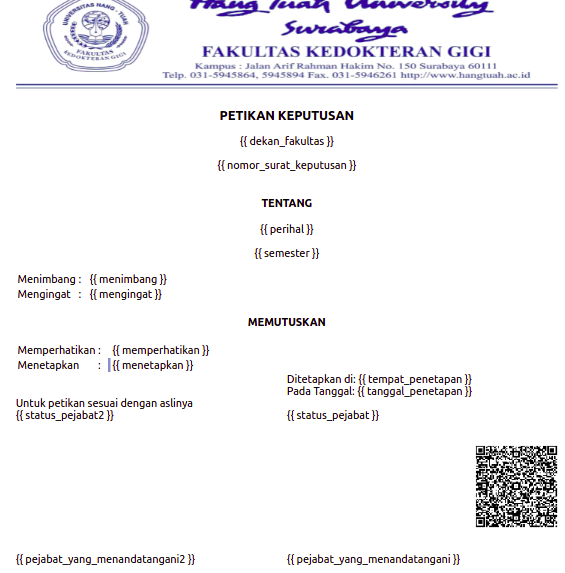 Hang Tuah University
Surabaya
FAKULTAS KEDOKTERAN GIGI
Kampus : Jalan Arif Rahman Hakim No. 150 Surabaya 60111
Telp. 031-5945864, 5945894 Fax. 031-5946261 http://www.hangtuah.ac.id
UNIVERSITAS HANG - TUAH
FAKULTAS
KEDOKTERAN GIGI
PETIKAN KEPUTUSAN
{{ dekan_fakultas }}
{{ nomor_surat_keputusan }}
TENTANG
{{ perihal }}
{{ semester }}
Menimbang : {{ menimbang }}
Mengingat : {{ mengingat }}
MEMUTUSKAN
Memperhatikan : {{ memperhatikan }}
Menetapkan : {{ menetapkan }}
Ditetapkan di: {{ tempat_penetapan }}
Pada Tanggal: {{ tanggal_penetapan }}
Untuk petikan sesuai dengan aslinya
{{ status_pejabat2 }} {{ status_pejabat }}
{{ pejabat_yang_menandatangani2 }} {{ pejabat_yang_menandatangani }}